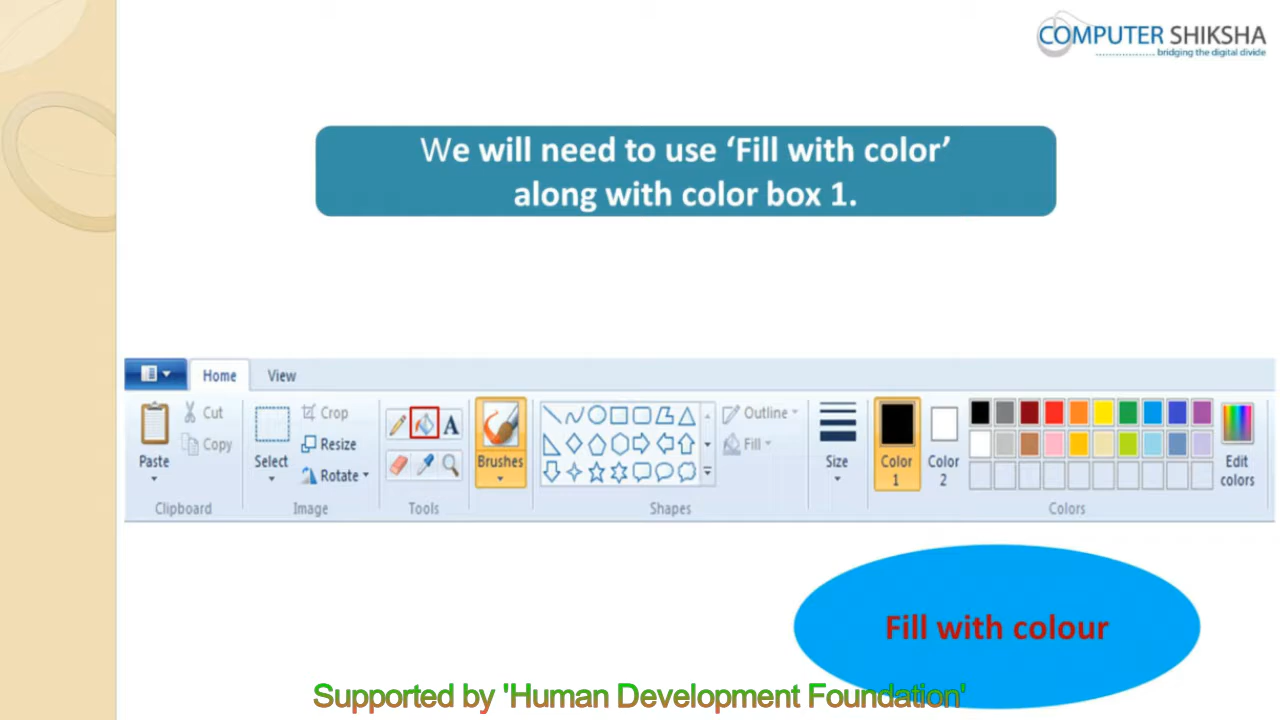 COMPUTER SHIKSHA
bridging the digital divide
We will need to use ‘Fill with color’
along with color box 1.
Home View
Cut
Copy
Paste
Clipboard
Crop
Resize
Rotate
Select
Image
A
Tools
Brushes
Outline
Fill
Shapes
Size
Color
1
Color
2
Edit
colors
Colors
Fill with colour
Supported by 'Human Development Foundation'